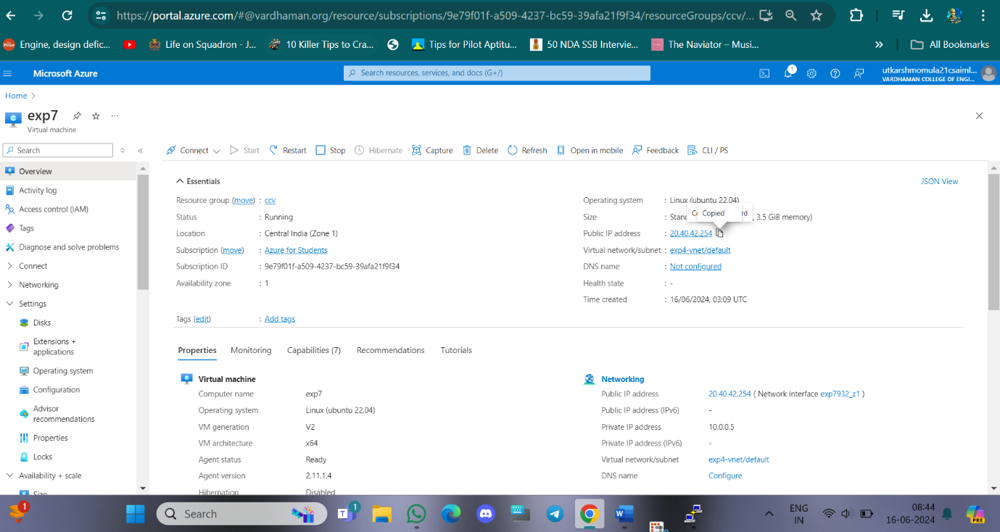 https://portal.azure.com/#@vardhaman.org/resource/subscriptions/9e79f01f-a509-4237-bc59-39afa21f9f34/resourceGroups/ccv/...
Engine, design defic... Life on Squadron - J... 10 Killer Tips to Cra... Tips for Pilot Aptitu... 50 NDA SSB Intervie... The Naviator – Musi... » All Bookmarks
Microsoft Azure
Search resources, services, and docs (G+/)
1
utkarshmomula21csaiml...
VARDHAMAN COLLEGE OF ENGI...
Home >
exp7
Virtual machine
Search
Connect Start Restart Stop Hibernate Capture Delete Refresh Open in mobile Feedback CLI / PS
Overview
Activity log
Access control (IAM)
Tags
Diagnose and solve problems
Connect
Networking
Settings
Disks
Extensions +
applications
Operating system
Configuration
Advisor
recommendations
Properties
Locks
Availability + scale
Size
Essentials
JSON View
Resource group (move) : ccv
Status : Running
Location : Central India (Zone 1)
Subscription (move) : Azure for Students
Subscription ID : 9e79f01f-a509-4237-bc59-39afa21f9f34
Availability zone : 1
Operating system : Linux (ubuntu 22.04)
Copied
Size : 3.5 GiB memory)
Public IP address : 20.40.42.254
Virtual network/subnet : exp4-vnet/default
DNS name : Not configured
Health state : -
Time created : 16/06/2024, 03:09 UTC
Tags (edit) : Add tags
Properties Monitoring Capabilities (7) Recommendations Tutorials
Virtual machine
Computer name exp7
Operating system Linux (ubuntu 22.04)
VM generation V2
VM architecture x64
Agent status Ready
Agent version 2.11.1.4
Hibernation Disabled
Networking
Public IP address 20.40.42.254 ( Network interface exp7932_z1 )
Public IP address (IPv6) -
Private IP address 10.0.0.5
Private IP address (IPv6) -
Virtual network/subnet exp4-vnet/default
DNS name Configure
1
Search
1
ENG
IN
08:44
16-06-2024
PRE